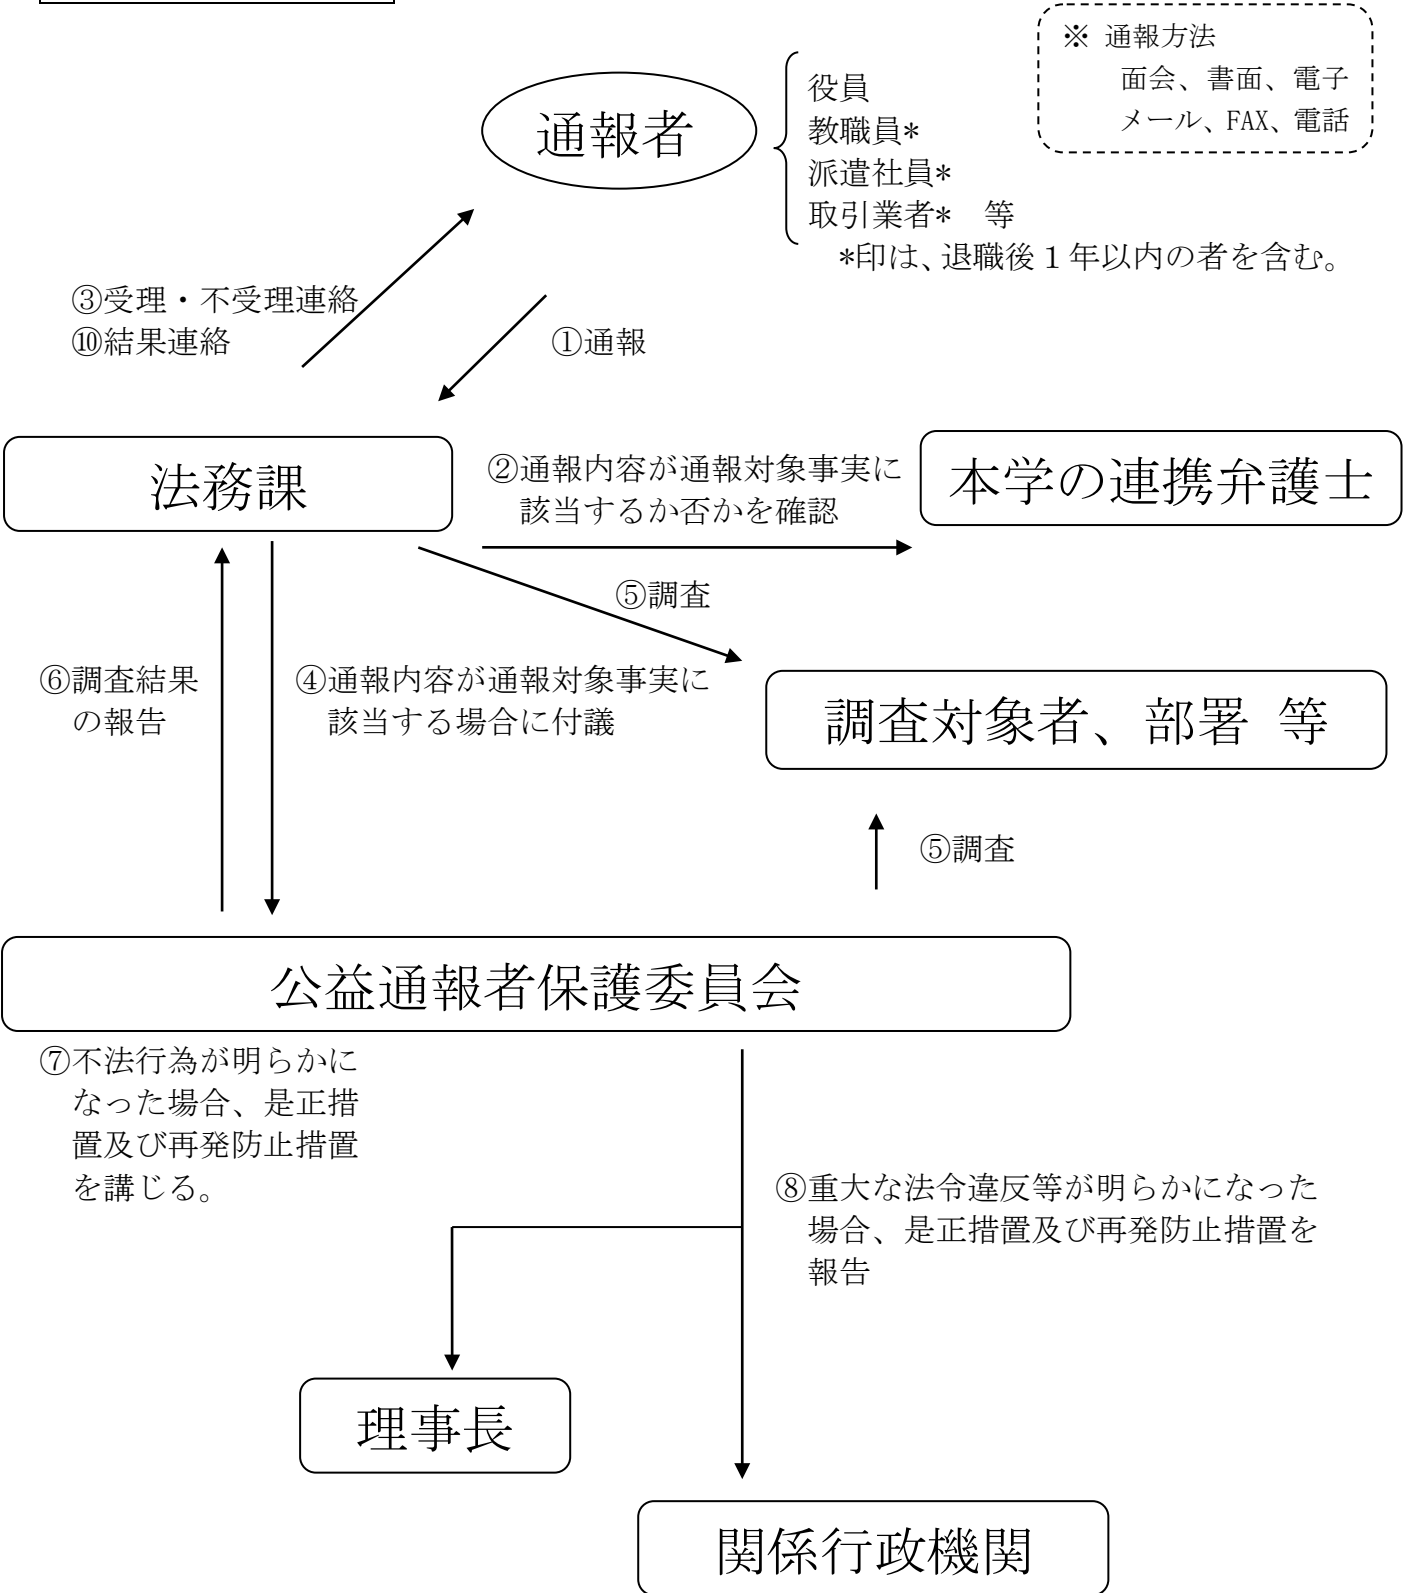 ※ 通報方法
面会、書面、電子
メール、FAX、電話
通報者
役員
教職員*
派遣社員*
取引業者*　等
*印は、退職後１年以内の者を含む。
③受理・不受理連絡
⑩結果連絡
①通報
法務課
②通報内容が通報対象事実に
該当するか否かを確認
本学の連携弁護士
⑤調査
⑥調査結果
の報告
④通報内容が通報対象事実に
該当する場合に付議
調査対象者、部署 等
⑤調査
公益通報者保護委員会
⑦不法行為が明らかに
なった場合、是正措
置及び再発防止措置
を講じる。
⑧重大な法令違反等が明らかになった
場合、是正措置及び再発防止措置を
報告
理事長
関係行政機関